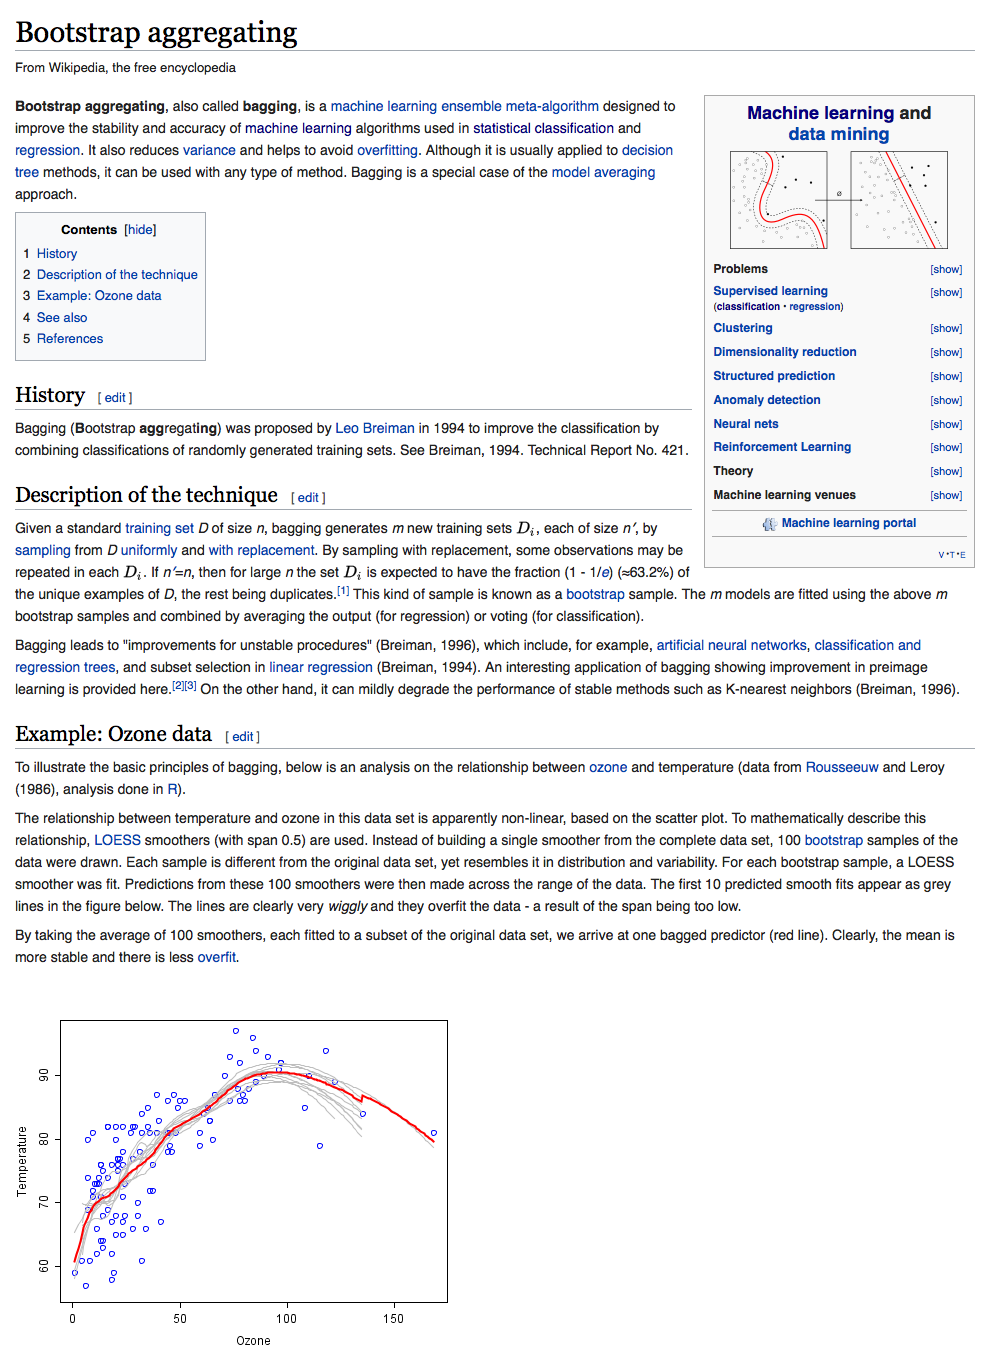 Bootstrap aggregating
From Wikipedia, the free encyclopedia
Bootstrap aggregating, also called bagging, is a machine learning ensemble meta-algorithm designed to
improve the stability and accuracy of machine learning algorithms used in statistical classification and
regression. It also reduces variance and helps to avoid overfitting. Although it is usually applied to decision
tree methods, it can be used with any type of method. Bagging is a special case of the model averaging
approach.
Contents [hide]
1 History
2 Description of the technique
3 Example: Ozone data
4 See also
5 References
Machine learning and
data mining
Ø
Problems [show]
Supervised learning [show]
(classification • regression)
Clustering [show]
Dimensionality reduction [show]
Structured prediction [show]
Anomaly detection [show]
Neural nets [show]
Reinforcement Learning [show]
Theory [show]
Machine learning venues [show]
Machine learning portal
V • T • E
History [ edit ]
Bagging (Bootstrap aggregating) was proposed by Leo Breiman in 1994 to improve the classification by
combining classifications of randomly generated training sets. See Breiman, 1994. Technical Report No. 421.
Description of the technique [ edit ]
Given a standard training set D of size n, bagging generates m new training sets Dᵢ, each of size n′, by
sampling from D uniformly and with replacement. By sampling with replacement, some observations may be
repeated in each Dᵢ. If n′=n, then for large n the set Dᵢ is expected to have the fraction (1 - 1/e) (≈63.2%) of
the unique examples of D, the rest being duplicates.[1] This kind of sample is known as a bootstrap sample. The m models are fitted using the above m
bootstrap samples and combined by averaging the output (for regression) or voting (for classification).
Bagging leads to "improvements for unstable procedures" (Breiman, 1996), which include, for example, artificial neural networks, classification and
regression trees, and subset selection in linear regression (Breiman, 1994). An interesting application of bagging showing improvement in preimage
learning is provided here.[2][3] On the other hand, it can mildly degrade the performance of stable methods such as K-nearest neighbors (Breiman, 1996).
Example: Ozone data [ edit ]
To illustrate the basic principles of bagging, below is an analysis on the relationship between ozone and temperature (data from Rousseeuw and Leroy
(1986), analysis done in R).
The relationship between temperature and ozone in this data set is apparently non-linear, based on the scatter plot. To mathematically describe this
relationship, LOESS smoothers (with span 0.5) are used. Instead of building a single smoother from the complete data set, 100 bootstrap samples of the
data were drawn. Each sample is different from the original data set, yet resembles it in distribution and variability. For each bootstrap sample, a LOESS
smoother was fit. Predictions from these 100 smoothers were then made across the range of the data. The first 10 predicted smooth fits appear as grey
lines in the figure below. The lines are clearly very wiggly and they overfit the data - a result of the span being too low.
By taking the average of 100 smoothers, each fitted to a subset of the original data set, we arrive at one bagged predictor (red line). Clearly, the mean is
more stable and there is less overfit.
Temperature
90
80
70
60
0 50 100 150
Ozone